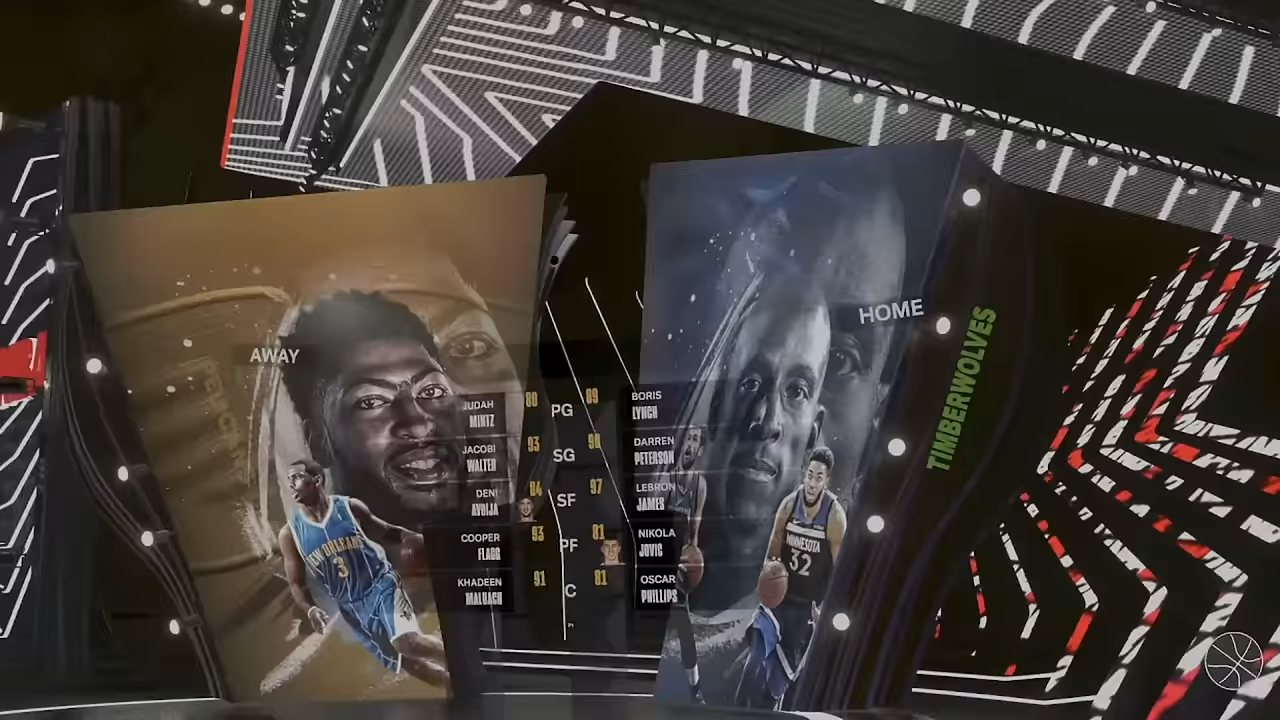 AWAY
HOME
TIMBERWOLVES
JUDAH
MINTZ
80
PG
89
BORIS
LYNCH
JACOBI
WALTER
93
SG
DARREN
PETERSON
DENI
AVDIJA
84
SF
97
LEBRON
JAMES
COOPER
FLAGG
93
PF
81
NIKOLA
JOVIC
KHADEEN
MALUACH
91
C
81
OSCAR
PHILLIPS
NEW ORLEANS
3
MINNESOTA
32